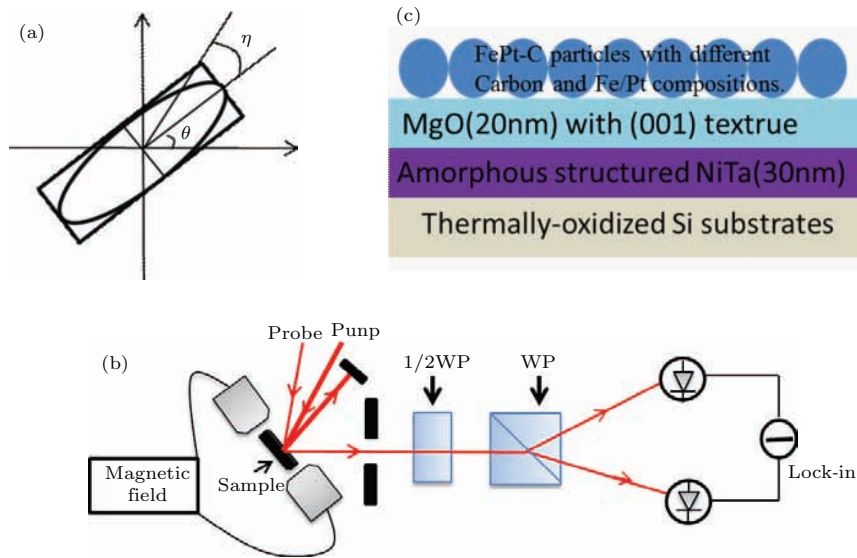 (a)
η
θ
(c)
FePt-C particles with different
Carbon and Fe/Pt compositions.
MgO(20nm) with (001) textrue
Amorphous structured NiTa(30nm)
Thermally-oxidized Si substrates
(b)
Probe Punp
1/2WP
WP
Magnetic
field
Sample
Lock-in